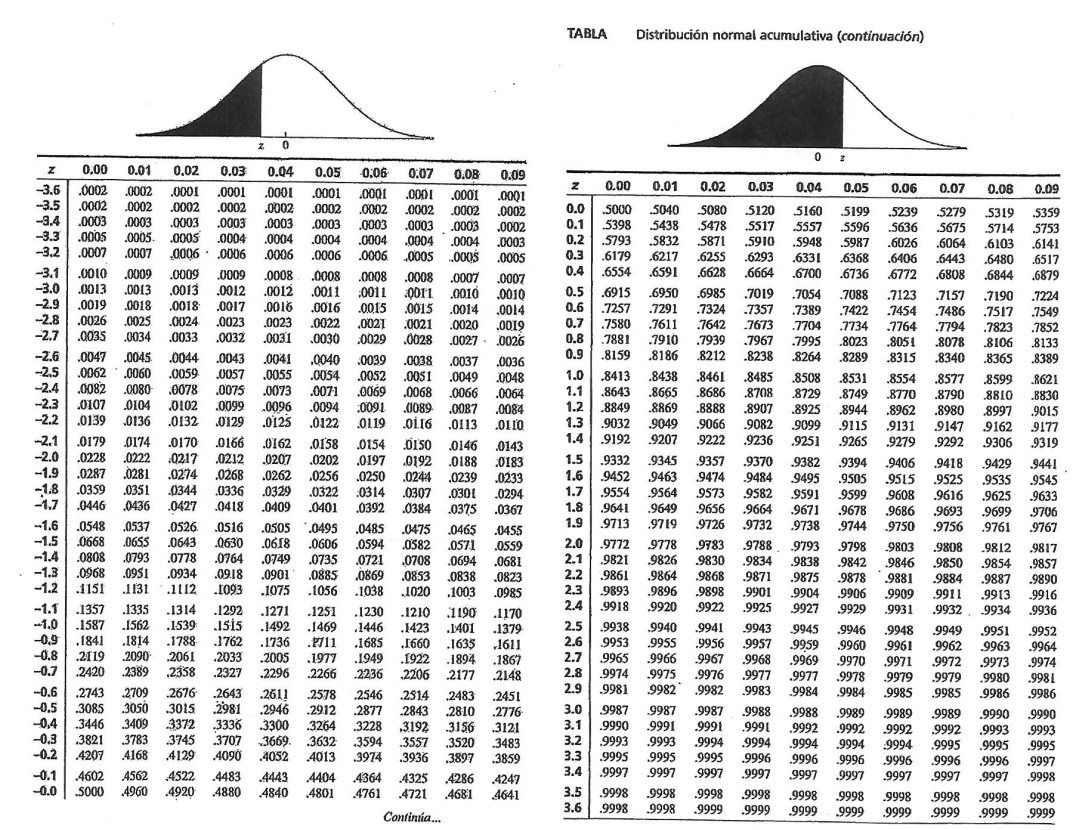 z 0
z 0.00 0.01 0.02 0.03 0.04 0.05 0.06 0.07 0.08 0.09
−3.6 .0002 .0002 .0001 .0001 .0001 .0001 .0001 .0001 .0001 .0001
−3.5 .0002 .0002 .0002 .0002 .0002 .0002 .0002 .0002 .0002 .0002
−3.4 .0003 .0003 .0003 .0003 .0003 .0003 .0003 .0003 .0003 .0002
−3.3 .0005 .0005 .0005 .0004 .0004 .0004 .0004 .0004 .0004 .0003
−3.2 .0007 .0007 .0006 .0006 .0006 .0006 .0006 .0005 .0005 .0005
−3.1 .0010 .0009 .0009 .0009 .0008 .0008 .0008 .0008 .0007 .0007
−3.0 .0013 .0013 .0013 .0012 .0012 .0011 .0011 .0011 .0010 .0010
−2.9 .0019 .0018 .0018 .0017 .0016 .0016 .0015 .0015 .0014 .0014
−2.8 .0026 .0025 .0024 .0023 .0023 .0022 .0021 .0021 .0020 .0019
−2.7 .0035 .0034 .0033 .0032 .0031 .0030 .0029 .0028 .0027 .0026
−2.6 .0047 .0045 .0044 .0043 .0041 .0040 .0039 .0038 .0037 .0036
−2.5 .0062 .0060 .0059 .0057 .0055 .0054 .0052 .0051 .0049 .0048
−2.4 .0082 .0080 .0078 .0075 .0073 .0071 .0069 .0068 .0066 .0064
−2.3 .0107 .0104 .0102 .0099 .0096 .0094 .0091 .0089 .0087 .0084
−2.2 .0139 .0136 .0132 .0129 .0125 .0122 .0119 .0116 .0113 .0110
−2.1 .0179 .0174 .0170 .0166 .0162 .0158 .0154 .0150 .0146 .0143
−2.0 .0228 .0222 .0217 .0212 .0207 .0202 .0197 .0192 .0188 .0183
−1.9 .0287 .0281 .0274 .0268 .0262 .0256 .0250 .0244 .0239 .0233
−1.8 .0359 .0351 .0344 .0336 .0329 .0322 .0314 .0307 .0301 .0294
−1.7 .0446 .0436 .0427 .0418 .0409 .0401 .0392 .0384 .0375 .0367
−1.6 .0548 .0537 .0526 .0516 .0505 .0495 .0485 .0475 .0465 .0455
−1.5 .0668 .0655 .0643 .0630 .0618 .0606 .0594 .0582 .0571 .0559
−1.4 .0808 .0793 .0778 .0764 .0749 .0735 .0721 .0708 .0694 .0681
−1.3 .0968 .0951 .0934 .0918 .0901 .0885 .0869 .0853 .0838 .0823
−1.2 .1151 .1131 .1112 .1093 .1075 .1056 .1038 .1020 .1003 .0985
−1.1 .1357 .1335 .1314 .1292 .1271 .1251 .1230 .1210 .1190 .1170
−1.0 .1587 .1562 .1539 .1515 .1492 .1469 .1446 .1423 .1401 .1379
−0.9 .1841 .1814 .1788 .1762 .1736 .1711 .1685 .1660 .1635 .1611
−0.8 .2119 .2090 .2061 .2033 .2005 .1977 .1949 .1922 .1894 .1867
−0.7 .2420 .2389 .2358 .2327 .2296 .2266 .2236 .2206 .2177 .2148
−0.6 .2743 .2709 .2676 .2643 .2611 .2578 .2546 .2514 .2483 .2451
−0.5 .3085 .3050 .3015 .2981 .2946 .2912 .2877 .2843 .2810 .2776
−0.4 .3446 .3409 .3372 .3336 .3300 .3264 .3228 .3192 .3156 .3121
−0.3 .3821 .3783 .3745 .3707 .3669 .3632 .3594 .3557 .3520 .3483
−0.2 .4207 .4168 .4129 .4090 .4052 .4013 .3974 .3936 .3897 .3859
−0.1 .4602 .4562 .4522 .4483 .4443 .4404 .4364 .4325 .4286 .4247
−0.0 .5000 .4960 .4920 .4880 .4840 .4801 .4761 .4721 .4681 .4641
Continúa...
TABLA Distribución normal acumulativa (continuación)
0 z
z 0.00 0.01 0.02 0.03 0.04 0.05 0.06 0.07 0.08 0.09
0.0 .5000 .5040 .5080 .5120 .5160 .5199 .5239 .5279 .5319 .5359
0.1 .5398 .5438 .5478 .5517 .5557 .5596 .5636 .5675 .5714 .5753
0.2 .5793 .5832 .5871 .5910 .5948 .5987 .6026 .6064 .6103 .6141
0.3 .6179 .6217 .6255 .6293 .6331 .6368 .6406 .6443 .6480 .6517
0.4 .6554 .6591 .6628 .6664 .6700 .6736 .6772 .6808 .6844 .6879
0.5 .6915 .6950 .6985 .7019 .7054 .7088 .7123 .7157 .7190 .7224
0.6 .7257 .7291 .7324 .7357 .7389 .7422 .7454 .7486 .7517 .7549
0.7 .7580 .7611 .7642 .7673 .7704 .7734 .7764 .7794 .7823 .7852
0.8 .7881 .7910 .7939 .7967 .7995 .8023 .8051 .8078 .8106 .8133
0.9 .8159 .8186 .8212 .8238 .8264 .8289 .8315 .8340 .8365 .8389
1.0 .8413 .8438 .8461 .8485 .8508 .8531 .8554 .8577 .8599 .8621
1.1 .8643 .8665 .8686 .8708 .8729 .8749 .8770 .8790 .8810 .8830
1.2 .8849 .8869 .8888 .8907 .8925 .8944 .8962 .8980 .8997 .9015
1.3 .9032 .9049 .9066 .9082 .9099 .9115 .9131 .9147 .9162 .9177
1.4 .9192 .9207 .9222 .9236 .9251 .9265 .9279 .9292 .9306 .9319
1.5 .9332 .9345 .9357 .9370 .9382 .9394 .9406 .9418 .9429 .9441
1.6 .9452 .9463 .9474 .9484 .9495 .9505 .9515 .9525 .9535 .9545
1.7 .9554 .9564 .9573 .9582 .9591 .9599 .9608 .9616 .9625 .9633
1.8 .9641 .9649 .9656 .9664 .9671 .9678 .9686 .9693 .9699 .9706
1.9 .9713 .9719 .9726 .9732 .9738 .9744 .9750 .9756 .9761 .9767
2.0 .9772 .9778 .9783 .9788 .9793 .9798 .9803 .9808 .9812 .9817
2.1 .9821 .9826 .9830 .9834 .9838 .9842 .9846 .9850 .9854 .9857
2.2 .9861 .9864 .9868 .9871 .9875 .9878 .9881 .9884 .9887 .9890
2.3 .9893 .9896 .9898 .9901 .9904 .9906 .9909 .9911 .9913 .9916
2.4 .9918 .9920 .9922 .9925 .9927 .9929 .9931 .9932 .9934 .9936
2.5 .9938 .9940 .9941 .9943 .9945 .9946 .9948 .9949 .9951 .9952
2.6 .9953 .9955 .9956 .9957 .9959 .9960 .9961 .9962 .9963 .9964
2.7 .9965 .9966 .9967 .9968 .9969 .9970 .9971 .9972 .9973 .9974
2.8 .9974 .9975 .9976 .9977 .9977 .9978 .9979 .9979 .9980 .9981
2.9 .9981 .9982 .9982 .9983 .9984 .9984 .9985 .9985 .9986 .9986
3.0 .9987 .9987 .9987 .9988 .9988 .9989 .9989 .9989 .9990 .9990
3.1 .9990 .9991 .9991 .9991 .9992 .9992 .9992 .9992 .9993 .9993
3.2 .9993 .9993 .9994 .9994 .9994 .9994 .9994 .9995 .9995 .9995
3.3 .9995 .9995 .9995 .9996 .9996 .9996 .9996 .9996 .9996 .9997
3.4 .9997 .9997 .9997 .9997 .9997 .9997 .9997 .9997 .9997 .9998
3.5 .9998 .9998 .9998 .9998 .9998 .9998 .9998 .9998 .9998 .9998
3.6 .9998 .9998 .9999 .9999 .9999 .9999 .9999 .9999 .9999 .9999